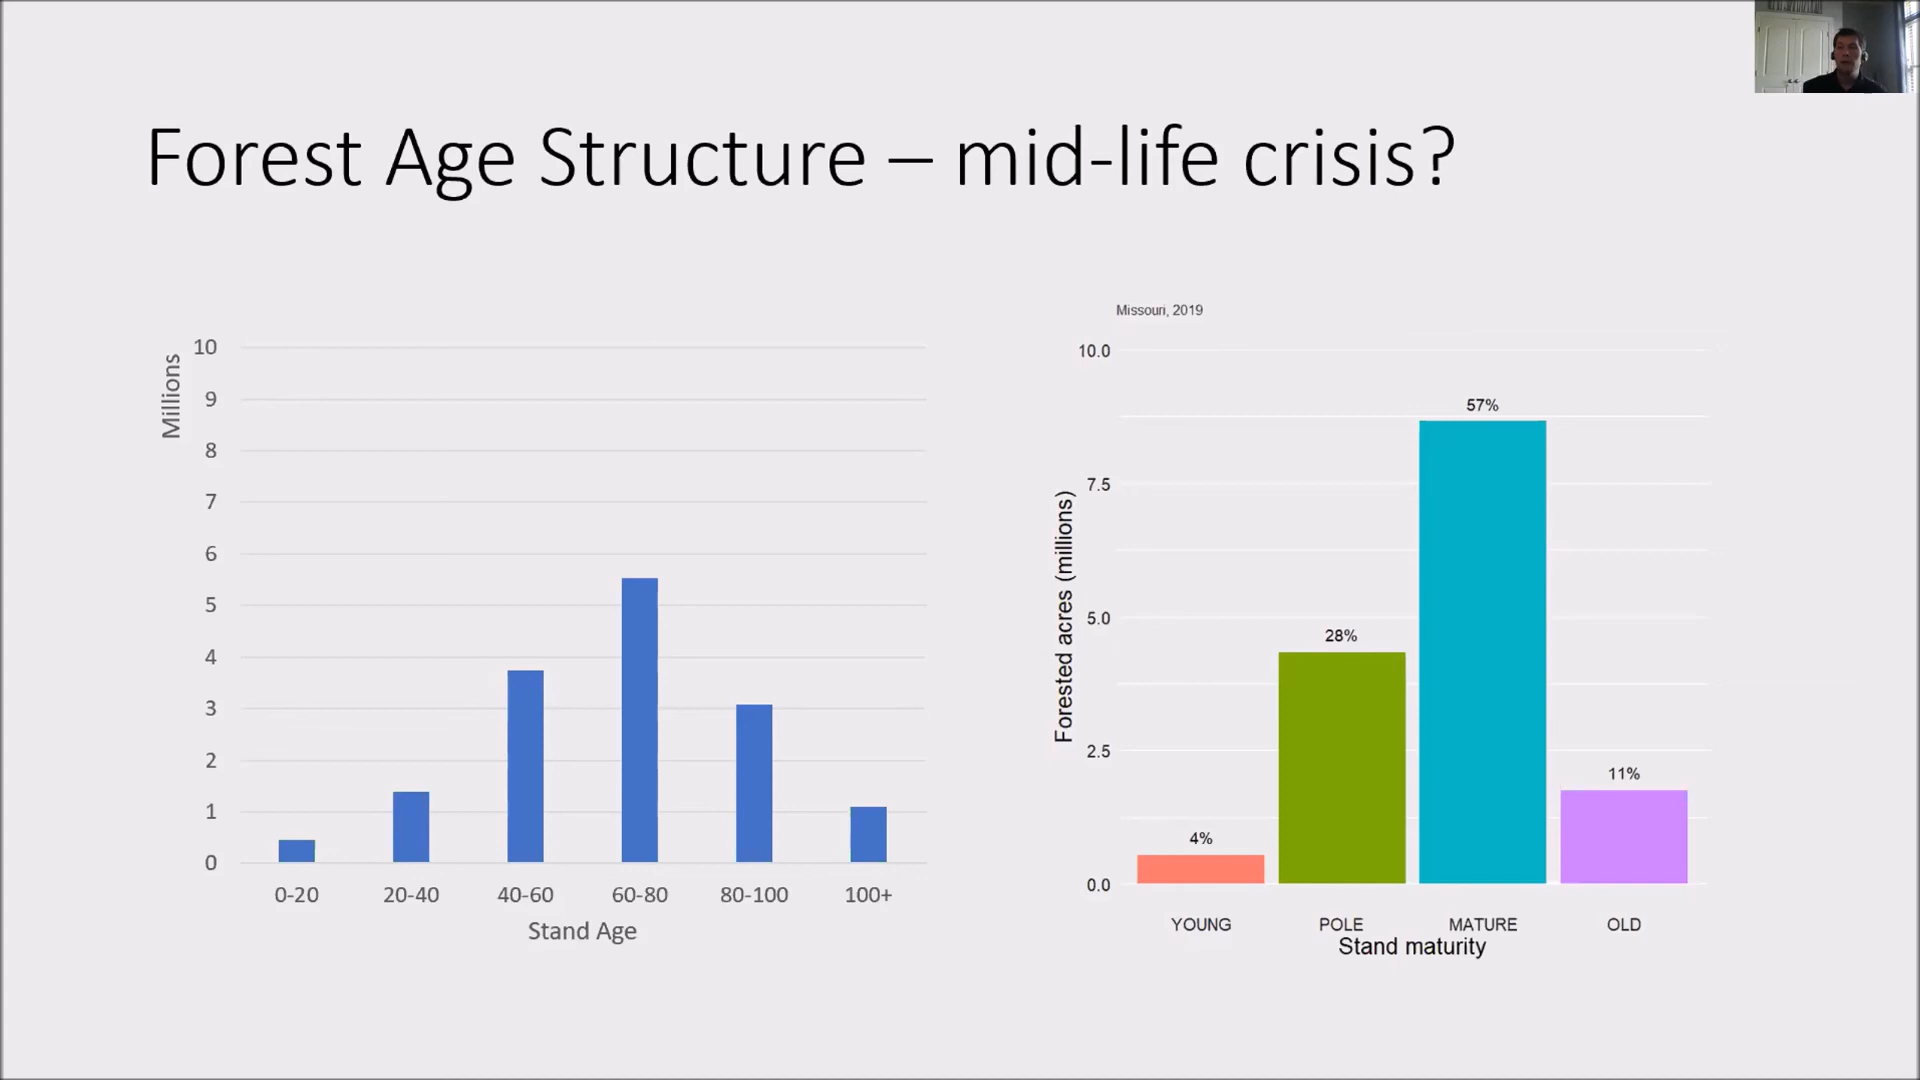 Forest Age Structure – mid-life crisis?
Millions
10
9
8
7
6
5
4
3
2
1
0
0-20 20-40 40-60 60-80 80-100 100+
Stand Age
Missouri, 2019
Forested acres (millions)
10.0
7.5
5.0
2.5
0.0
57%
28%
11%
4%
YOUNG POLE MATURE OLD
Stand maturity